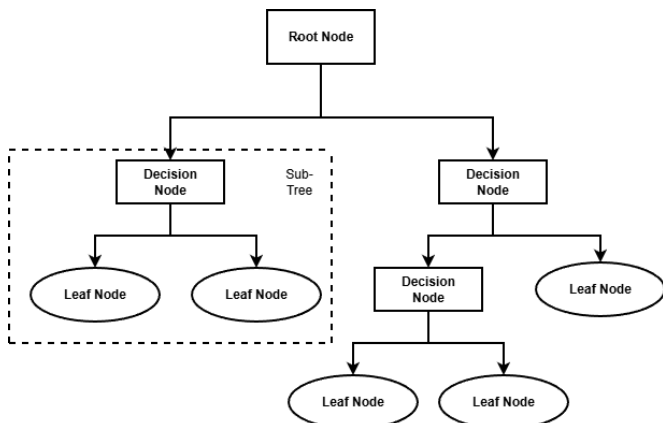 Root Node
Decision
Node
Sub-
Tree
Decision
Node
Leaf Node
Leaf Node
Decision
Node
Leaf Node
Leaf Node
Leaf Node